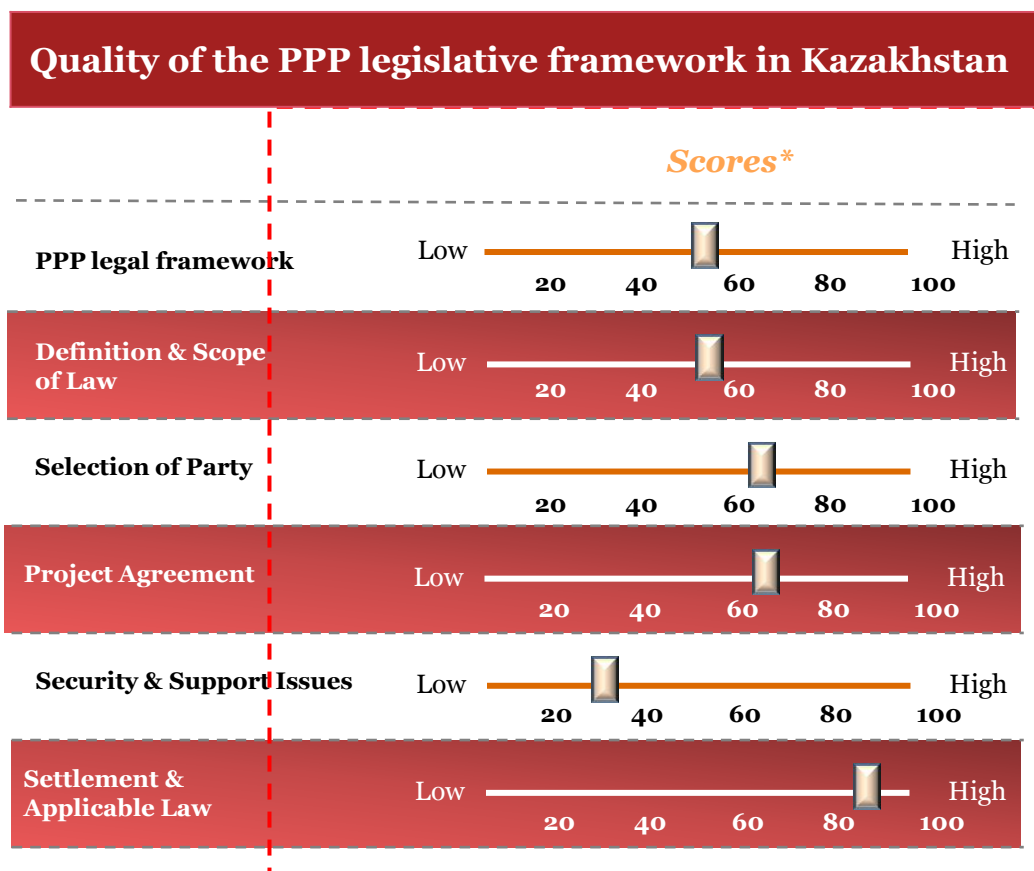 Quality of the PPP legislative framework in Kazakhstan
Scores*
PPP legal framework
Low
High
20 40 60 80 100
Definition & Scope
of Law
Low
High
20 40 60 80 100
Selection of Party
Low
High
20 40 60 80 100
Project Agreement
Low
High
20 40 60 80 100
Security & Support Issues
Low
High
20 40 60 80 100
Settlement &
Applicable Law
Low
High
20 40 60 80 100